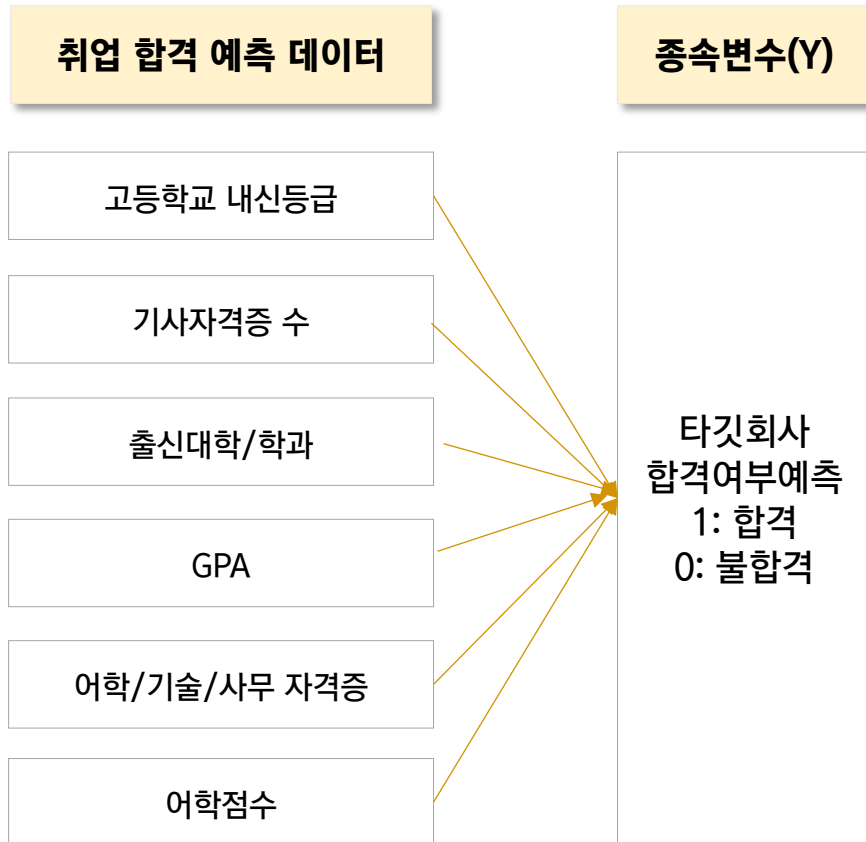 취업 합격 예측 데이터
종속변수(Y)
고등학교 내신등급
기사자격증 수
출신대학/학과
GPA
어학/기술/사무 자격증
어학점수
타깃회사
합격여부예측
1: 합격
0: 불합격